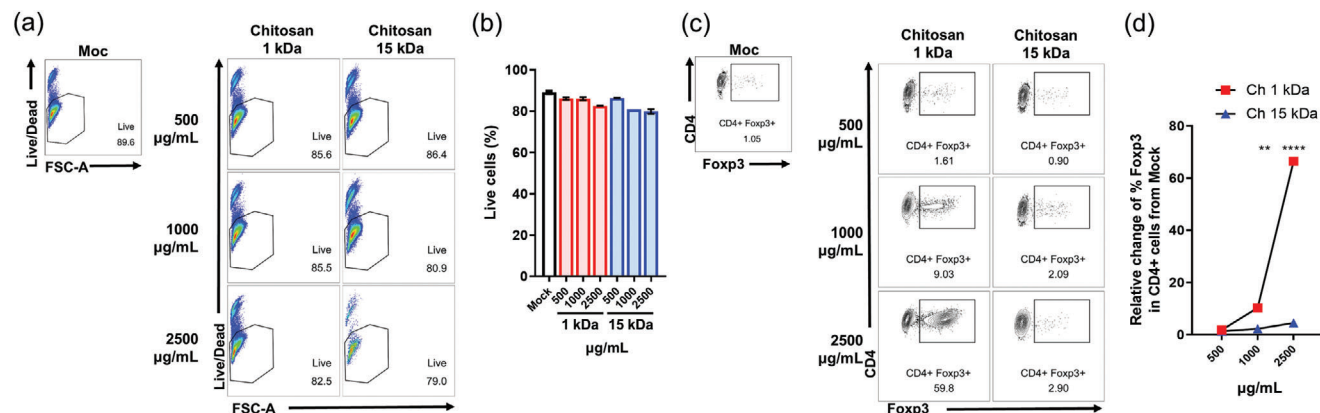 (a)
Moc
Live/Dead
Live
89.6
FSC-A
Chitosan
1 kDa
Chitosan
15 kDa
500
µg/mL
Live
85.6
Live
86.4
1000
µg/mL
Live
85.5
Live
80.9
2500
µg/mL
Live
82.5
Live
79.0
Live/Dead
FSC-A
(b)
Live cells (%)
100
80
60
40
20
0
Mock
500
1000
2500
500
1000
2500
1 kDa
15 kDa
µg/mL
(c)
Moc
CD4
CD4+ Foxp3+
1.05
Foxp3
Chitosan
1 kDa
Chitosan
15 kDa
500
µg/mL
CD4+ Foxp3+
1.61
CD4+ Foxp3+
0.90
1000
µg/mL
CD4+ Foxp3+
9.03
CD4+ Foxp3+
2.09
2500
µg/mL
CD4+ Foxp3+
59.8
CD4+ Foxp3+
2.90
CD4
Foxp3
(d)
Ch 1 kDa
Ch 15 kDa
Relative change of % Foxp3
in CD4+ cells from Mock
80
60
40
20
0
** ****
500
1000
2500
µg/mL